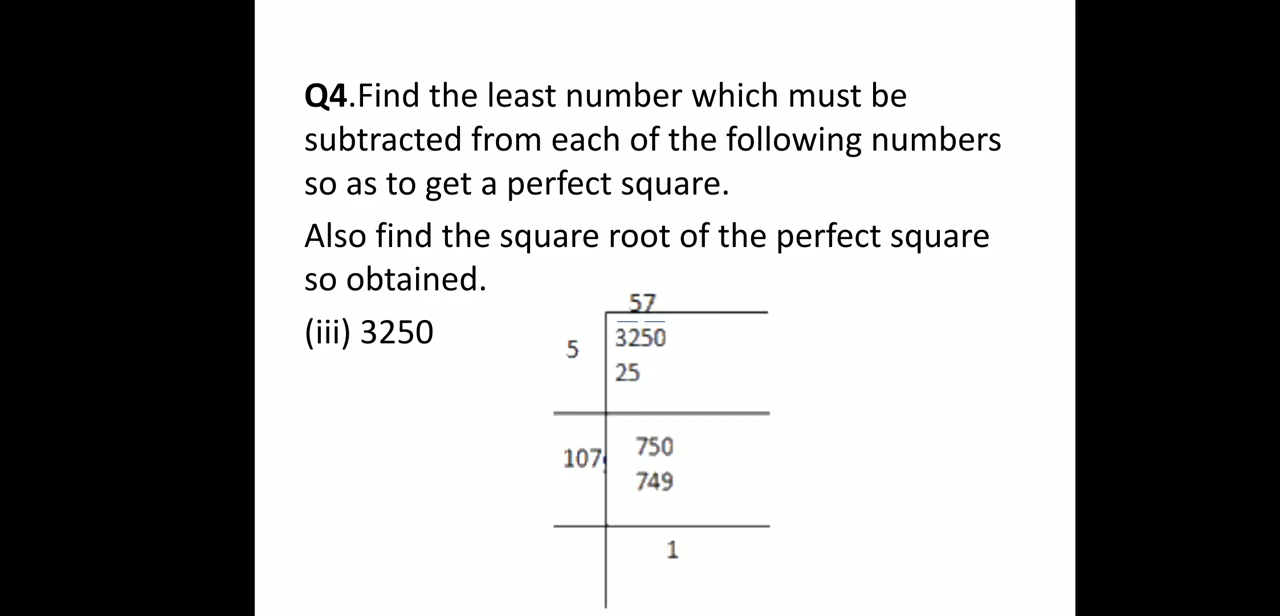 Q4.Find the least number which must be
subtracted from each of the following numbers
so as to get a perfect square.
Also find the square root of the perfect square
so obtained.
(iii) 3250
57
5 3250
25
107 750
749
1